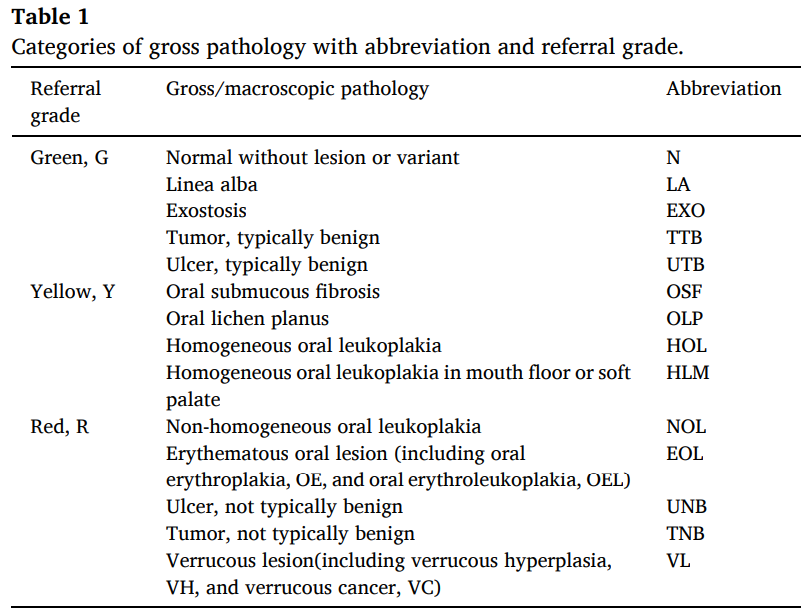 Table 1
Categories of gross pathology with abbreviation and referral grade.
Referral Gross/macroscopic pathology Abbreviation
grade
Green, G Normal without lesion or variant N
Linea alba LA
Exostosis EXO
Tumor, typically benign TTB
Ulcer, typically benign UTB
Yellow, Y Oral submucous fibrosis OSF
Oral lichen planus OLP
Homogeneous oral leukoplakia HOL
Homogeneous oral leukoplakia in mouth floor or soft HLM
palate
Red, R Non-homogeneous oral leukoplakia NOL
Erythematous oral lesion (including oral EOL
erythroplakia, OE, and oral erythroleukoplakia, OEL)
Ulcer, not typically benign UNB
Tumor, not typically benign TNB
Verrucous lesion(including verrucous hyperplasia, VL
VH, and verrucous cancer, VC)